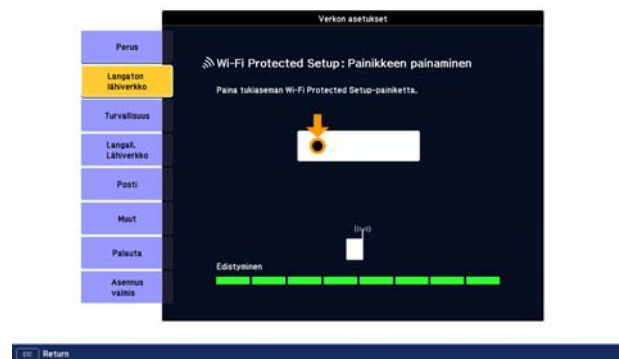 Verkon asetukset
Perus
Langaton
lähiverkko
Turvallisuus
Langall.
Lähiverkko
Posti
Muut
Palauta
Asennus
valmis
Wi-Fi Protected Setup: Painikkeen painaminen
Paina tukiaseman Wi-Fi Protected Setup-painiketta.
Edistyminen
Esc Return